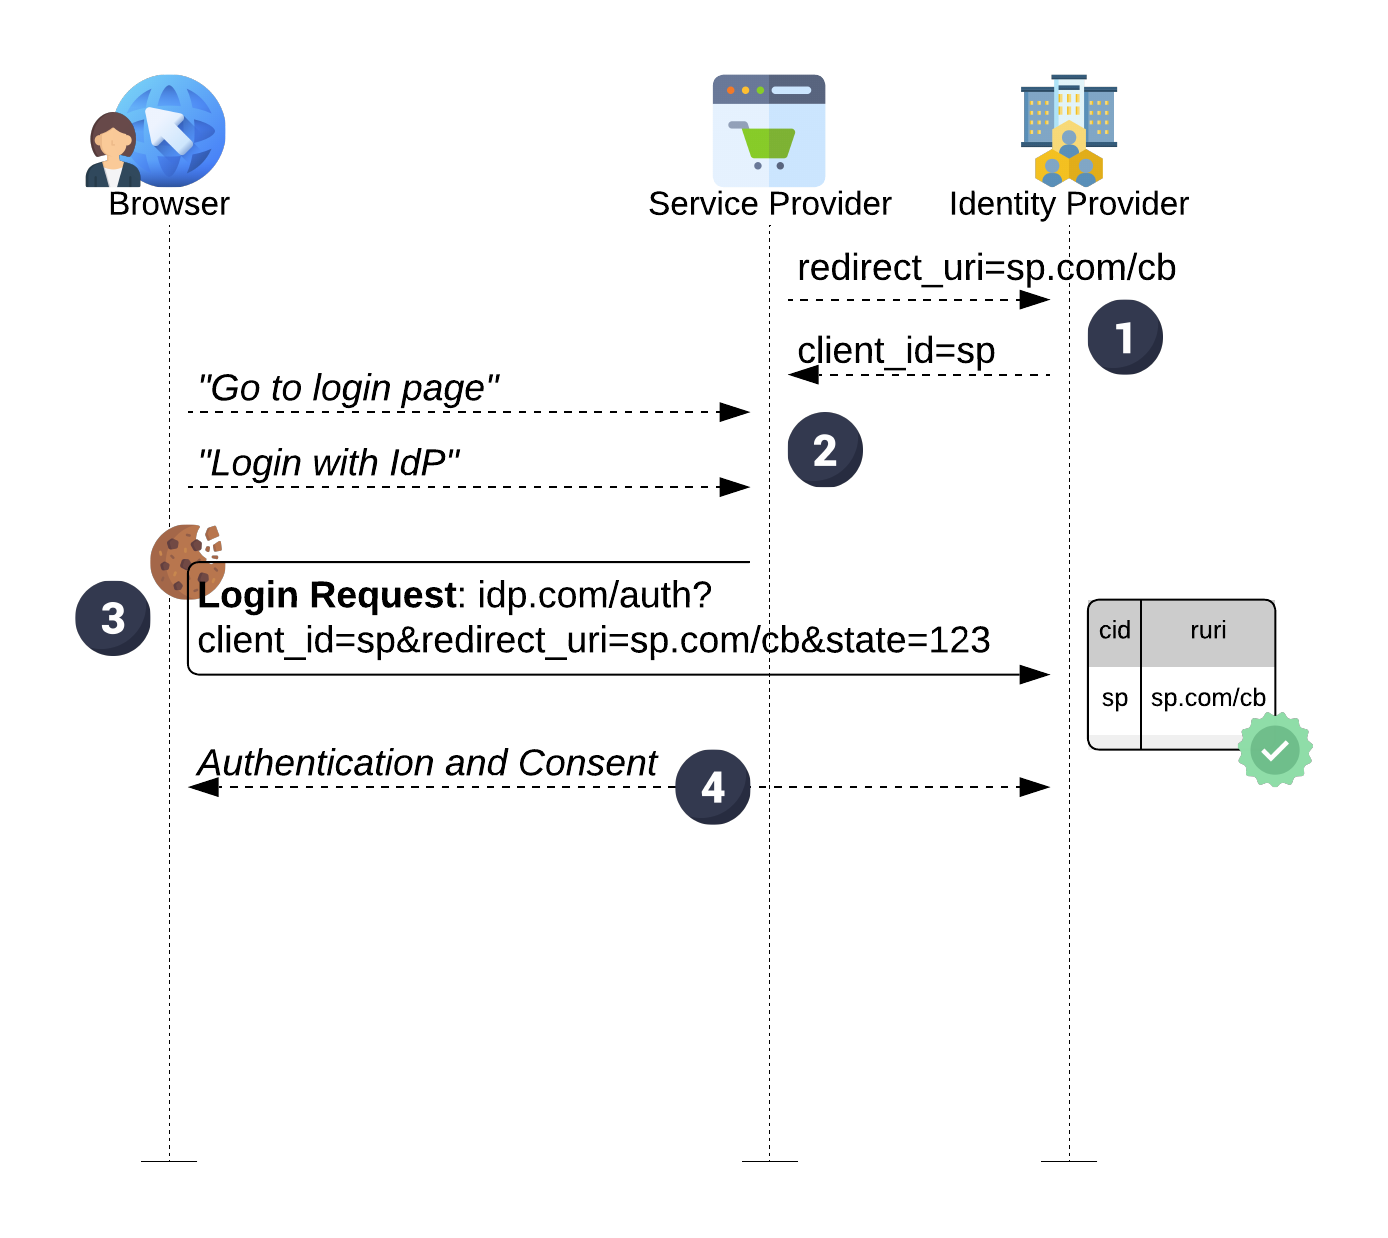 Browser
Service Provider
Identity Provider
redirect_uri=sp.com/cb
1
client_id=sp
"Go to login page"
2
"Login with IdP"
3
Login Request: idp.com/auth?
client_id=sp&redirect_uri=sp.com/cb&state=123
cid ruri
sp sp.com/cb
Authentication and Consent
4